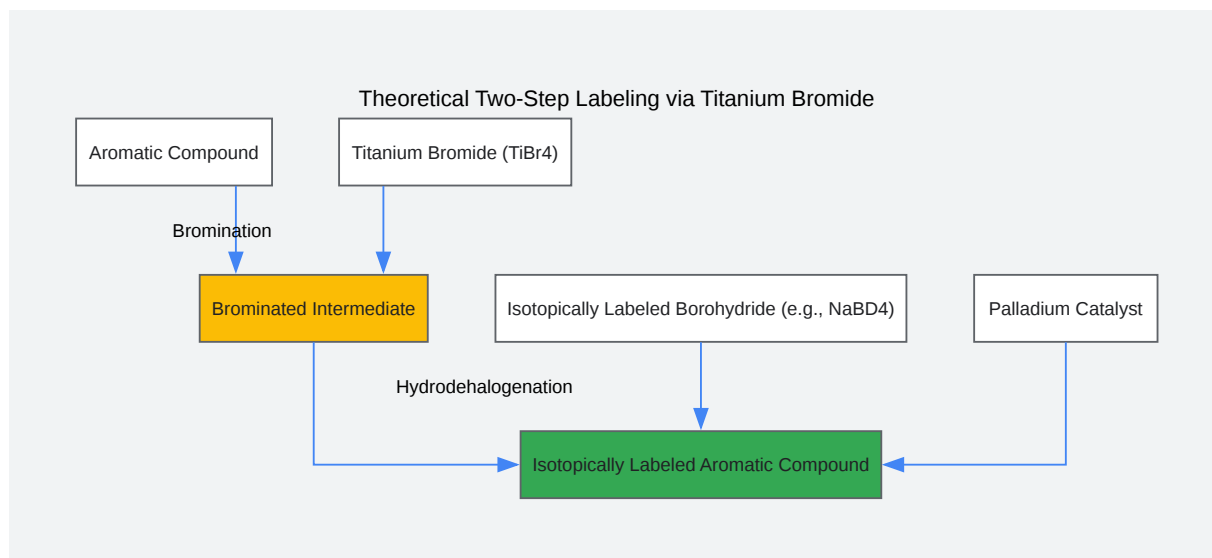 Theoretical Two-Step Labeling via Titanium Bromide
Aromatic Compound
Titanium Bromide (TiBr4)
Bromination
Brominated Intermediate
Isotopically Labeled Borohydride (e.g., NaBD4)
Palladium Catalyst
Hydrodehalogenation
Isotopically Labeled Aromatic Compound